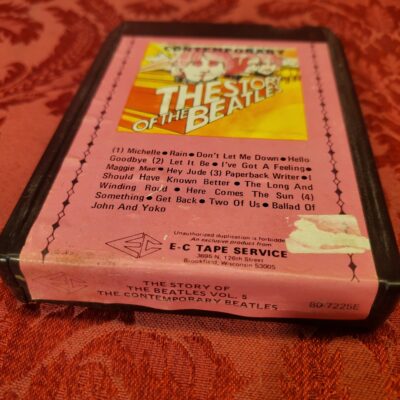 CONTEMPORARY
THE STORY
OF THE BEATLES
(1) Michelle ● Rain ● Don't Let Me Down ● Hello
Goodbye (2) Let It Be ● I've Got A Feeling ●
Maggie Mae ● Hey Jude (3) Paperback Writer ● I
Should Have Known Better ● The Long And
Winding Road ● Here Comes The Sun (4)
Something ● Get Back ● Two Of Us ● Ballad Of
John And Yoko
Unauthorized duplication is forbidden
An exclusive product from
E-C
E-C TAPE SERVICE
3695 N. 126th Street
Brookfield, Wisconsin 53005
THE STORY OF
THE BEATLES VOL. 5
THE CONTEMPORARY BEATLES
BD-7225E